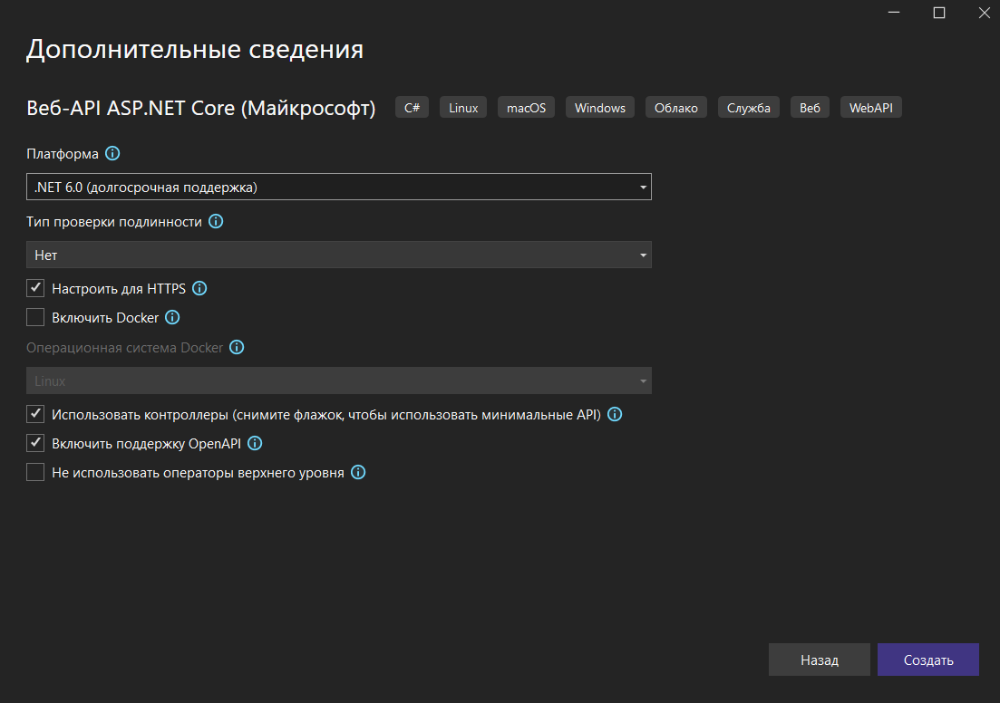 Дополнительные сведения
Веб-API ASP.NET Core (Майкрософт) C# Linux macOS Windows Облако Служба Веб WebAPI
Платформа
.NET 6.0 (долгосрочная поддержка)
Тип проверки подлинности
Нет
Настроить для HTTPS
Включить Docker
Операционная система Docker
Linux
Использовать контроллеры (снимите флажок, чтобы использовать минимальные API)
Включить поддержку OpenAPI
Не использовать операторы верхнего уровня
Назад Создать